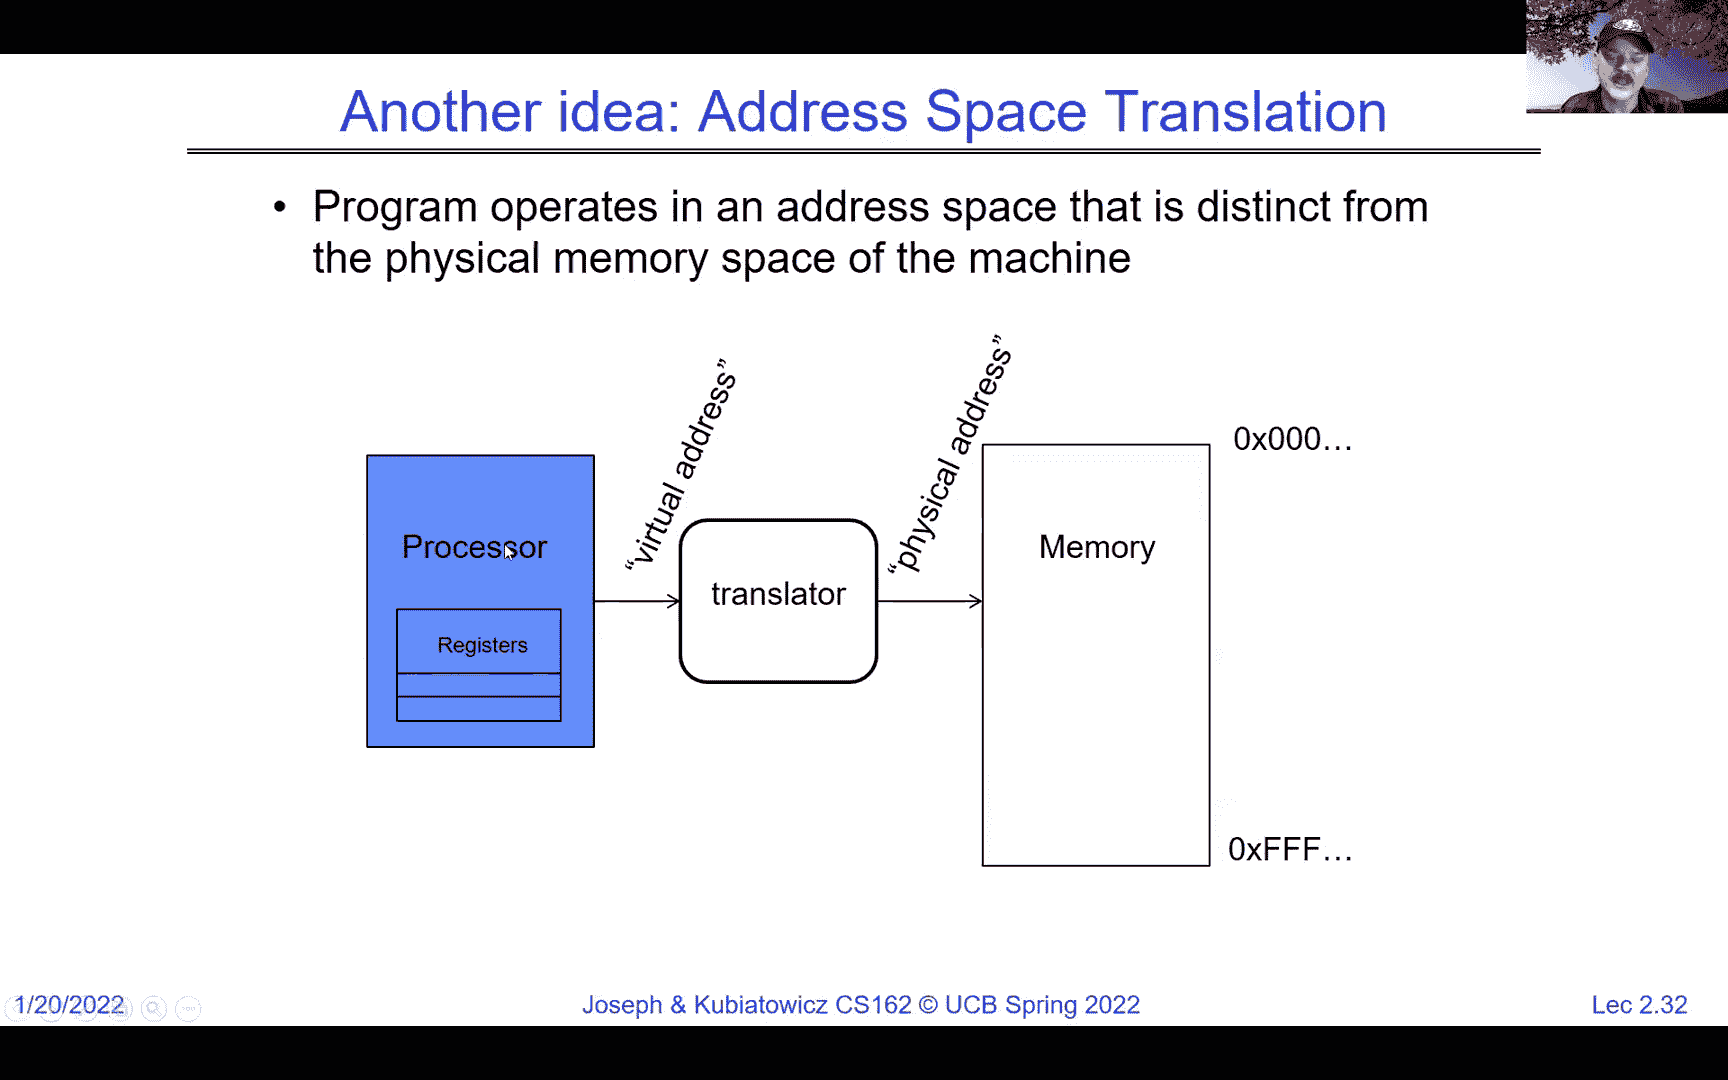 Another idea: Address Space Translation
• Program operates in an address space that is distinct from
the physical memory space of the machine
“virtual address”
“physical address”
0x000…
Processor
translator
Memory
Registers
0xFFF…
1/20/2022
Joseph & Kubiatowicz CS162 © UCB Spring 2022
Lec 2.32